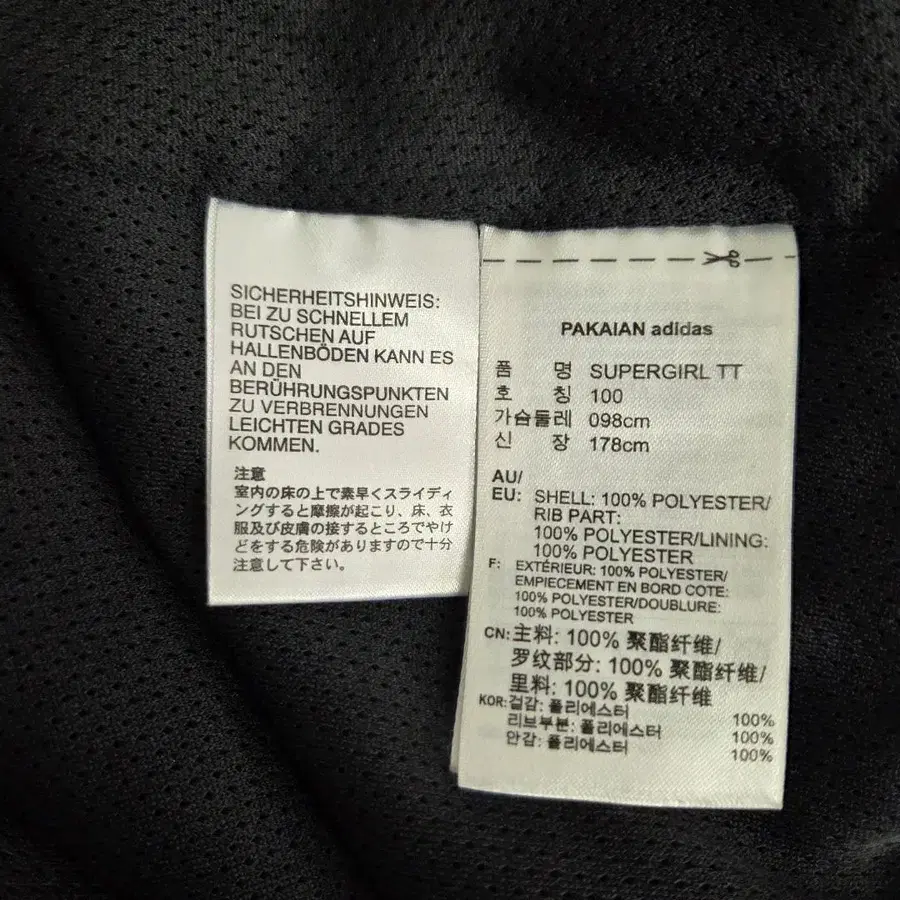 SICHERHEITSHINWEIS:
BEI ZU SCHNELLEM
RUTSCHEN AUF
HALLENBÖDEN KANN ES
AN DEN
BERÜHRUNGSPUNKTEN
ZU VERBRENNUNGEN
LEICHTEN GRADES
KOMMEN.
注意
室内の床の上で素早くスライディ
ングすると摩擦が起こり、床、衣
服及び皮膚の接するところでやけ
どをする危険がありますので十分
注意して下さい。
PAKAIAN adidas
품 명 SUPERGIRL TT
호 칭 100
가슴둘레 098cm
신 장 178cm
AU/
EU: SHELL: 100% POLYESTER/
RIB PART:
100% POLYESTER/LINING:
100% POLYESTER
F: EXTÉRIEUR: 100% POLYESTER/
EMPIECEMENT EN BORD COTE:
100% POLYESTER/DOUBLURE:
100% POLYESTER
CN: 主料: 100% 聚酯纤维/
罗纹部分: 100% 聚酯纤维/
里料: 100% 聚酯纤维
KOR: 겉감: 폴리에스터 100%
리브부분: 폴리에스터 100%
안감: 폴리에스터 100%